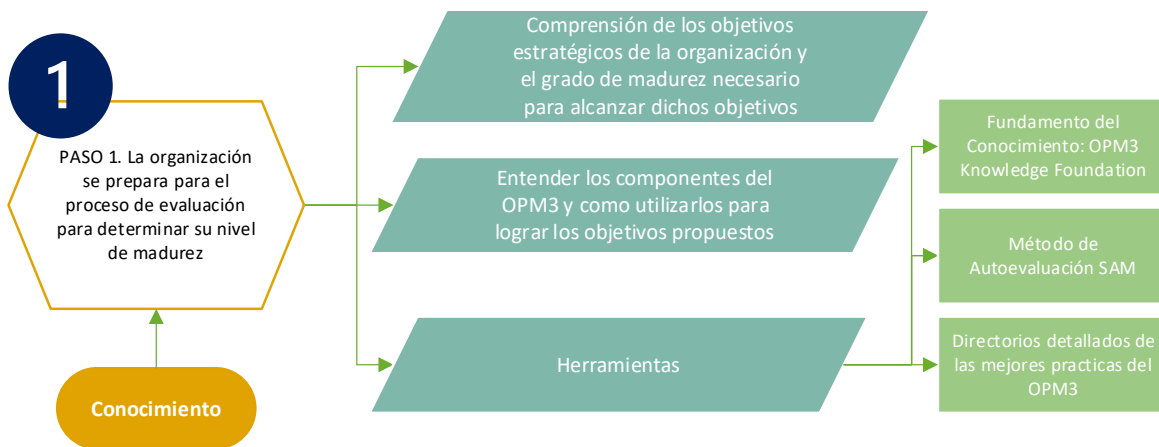 1
PASO 1. La organización
se prepara para el
proceso de evaluación
para determinar su nivel
de madurez
Conocimiento
Comprensión de los objetivos
estratégicos de la organización y
el grado de madurez necesario
para alcanzar dichos objetivos
Entender los componentes del
OPM3 y como utilizarlos para
lograr los objetivos propuestos
Herramientas
Fundamento del
Conocimiento: OPM3
Knowledge Foundation
Método de
Autoevaluación SAM
Directorios detallados de
las mejores practicas del
OPM3